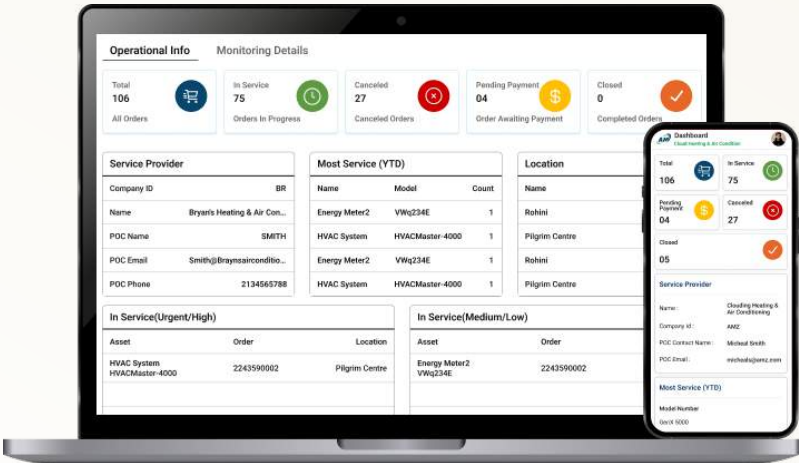 Operational Info Monitoring Details
Total In Service Canceled Pending Payment Closed
106 75 27 04 0
All Orders Orders In Progress Canceled Orders Order Awaiting Payment Completed Orders
Service Provider
Company ID BR
Name Bryan's Heating & Air Con...
POC Name SMITH
POC Email Smith@Braynsairconditio...
POC Phone 2134565788
Most Service (YTD)
Name Model Count
Energy Meter2 VWq234E 1
HVAC System HVACMaster-4000 1
Energy Meter2 VWq234E 1
HVAC System HVACMaster-4000 1
Location
Name
Rohini
Pilgrim Centre
Rohini
Pilgrim Centre
In Service(Urgent/High)
Asset Order Location
HVAC System
HVACMaster-4000 2243590002 Pilgrim Centre
In Service(Medium/Low)
Asset Order
Energy Meter2
VWq234E 2243590002
AMZ Dashboard
Cloud Heating & Air
Condition
Total In Service
106 75
Pending
Payment Canceled
04 27
Closed
05
Service Provider
Name : Cloudling Heating &
Air Conditioning
Company Id : AMZ
POC Contact Name : Micheal Smith
POC Email : micheals@amz.com
Most Service (YTD)
Model Number
GenX 5000